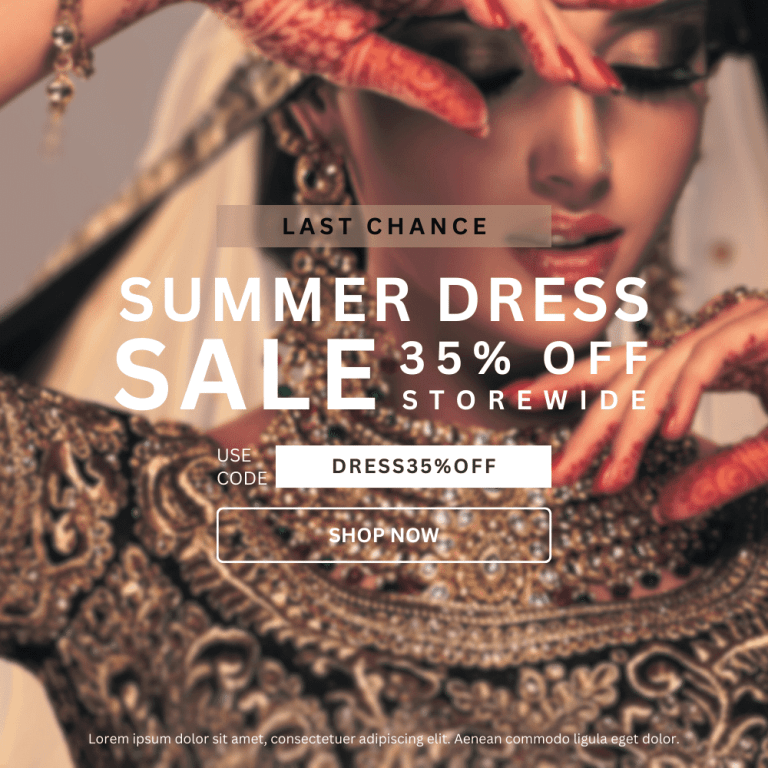 LAST CHANCE
SUMMER DRESS
SALE
35% OFF
STOREWIDE
USE
CODE
DRESS35%OFF
SHOP NOW
Lorem ipsum dolor sit amet, consectetuer adipiscing elit. Aenean commodo ligula eget dolor.